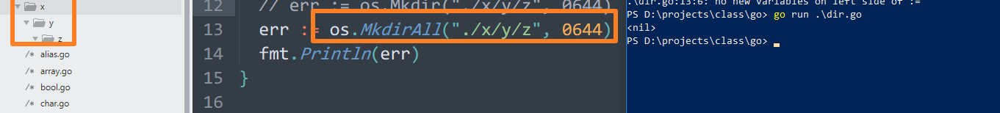 x
y
z
/* alias.go
/* array.go
/* bool.go
/* char.go
12 // err := os.Mkdir("./x/y/z", 0644)
13 err := os.MkdirAll("./x/y/z", 0644)
14 fmt.Println(err)
15 }
16
.\dir.go:13:6: no new variables on left side of :=
PS D:\projects\class\go> go run .\dir.go
<nil>
PS D:\projects\class\go>